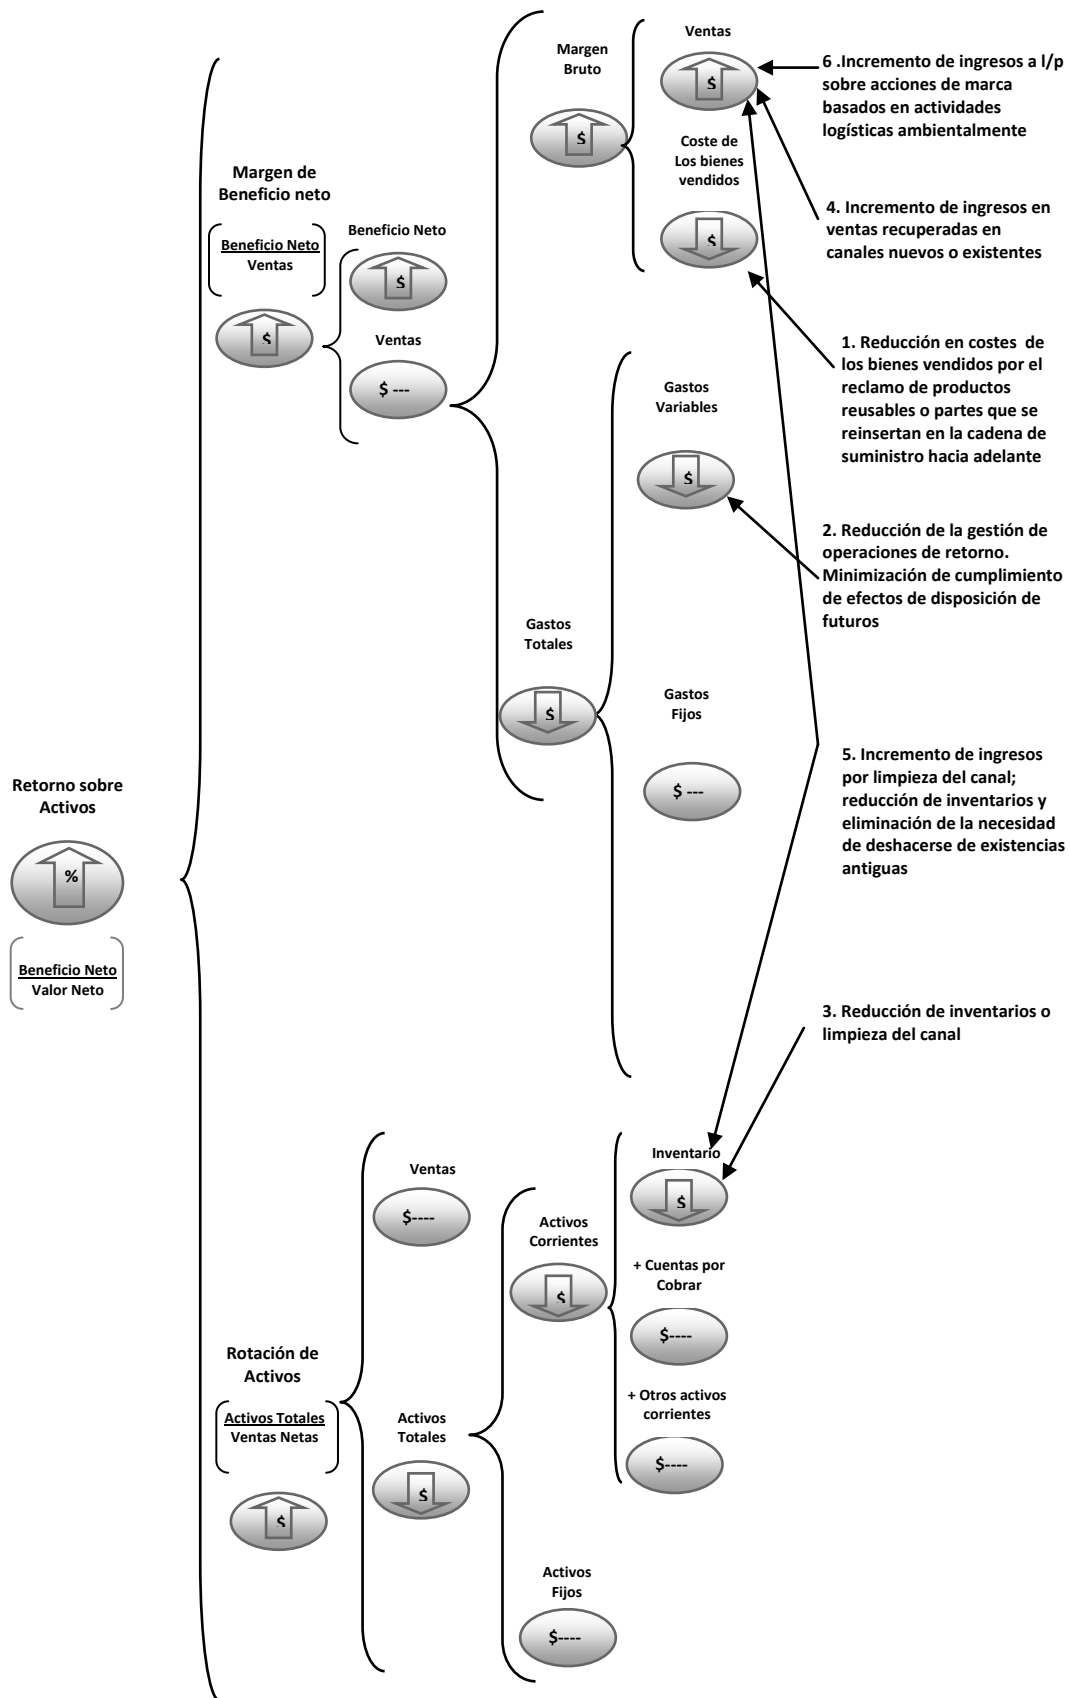 Retorno sobre
Activos
%
Beneficio Neto
Valor Neto
Margen de
Beneficio neto
Beneficio Neto
Ventas
$
Beneficio Neto
$
Ventas
$ ---
Margen
Bruto
$
Ventas
$
Coste de
Los bienes
vendidos
$
Gastos
Totales
$
Gastos
Variables
$
Gastos
Fijos
$ ---
6 .Incremento de ingresos a l/p
sobre acciones de marca
basados en actividades
logísticas ambientalmente
4. Incremento de ingresos en
ventas recuperadas en
canales nuevos o existentes
1. Reducción en costes de
los bienes vendidos por el
reclamo de productos
reusables o partes que se
reinsertan en la cadena de
suministro hacia adelante
2. Reducción de la gestión de
operaciones de retorno.
Minimización de cumplimiento
de efectos de disposición de
futuros
5. Incremento de ingresos
por limpieza del canal;
reducción de inventarios y
eliminación de la necesidad
de deshacerse de existencias
antiguas
3. Reducción de inventarios o
limpieza del canal
Rotación de
Activos
Activos Totales
Ventas Netas
$
Ventas
$----
Activos
Totales
$
Activos
Corrientes
$
Activos
Fijos
$----
Inventario
$
+ Cuentas por
Cobrar
$----
+ Otros activos
corrientes
$----